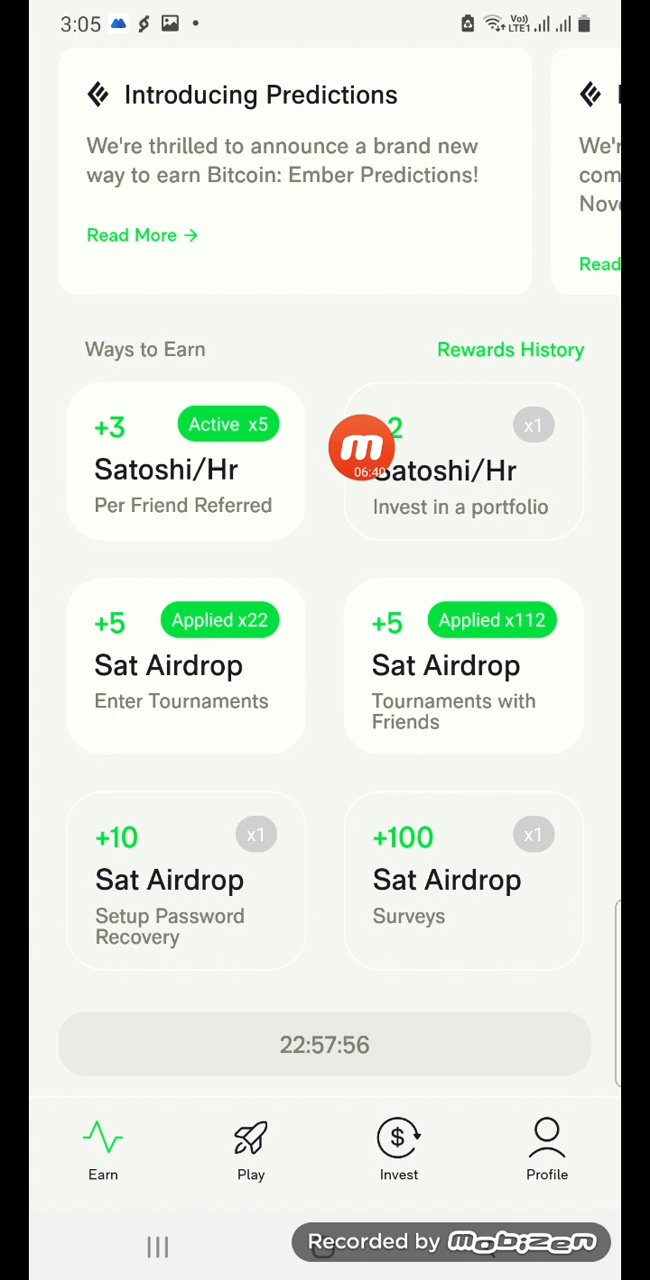 3:05
Vo))
LTE1
Introducing Predictions
We're thrilled to announce a brand new
way to earn Bitcoin: Ember Predictions!
Read More →
We'r
com
Nove
Read
Ways to Earn
Rewards History
+3
Active x5
Satoshi/Hr
Per Friend Referred
2
x1
Satoshi/Hr
Invest in a portfolio
m
06:40
+5
Applied x22
Sat Airdrop
Enter Tournaments
+5
Applied x112
Sat Airdrop
Tournaments with
Friends
+10
x1
Sat Airdrop
Setup Password
Recovery
+100
x1
Sat Airdrop
Surveys
22:57:56
Earn
Play
Invest
Profile
Recorded by mobizen